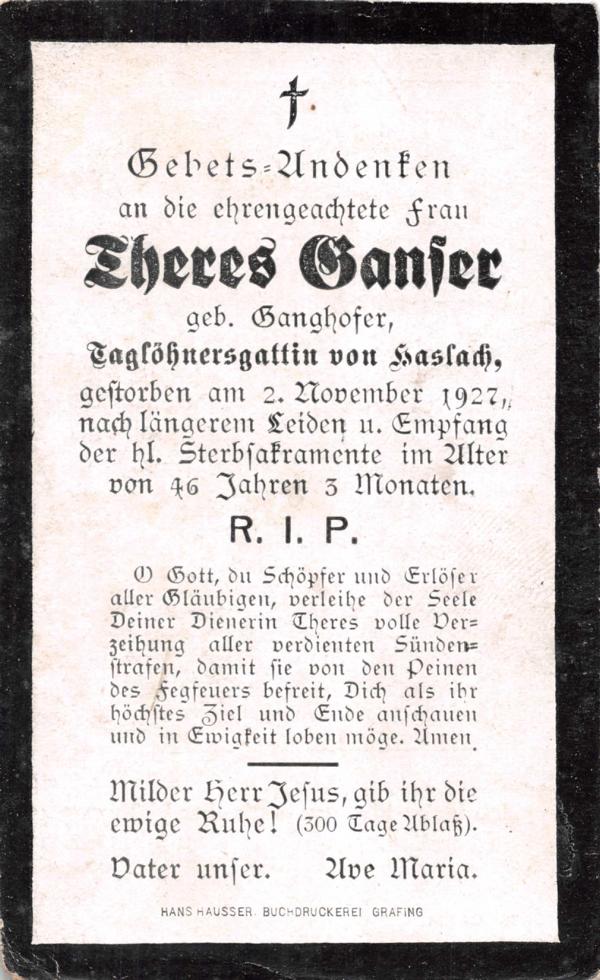 Gebets-Andenken
an die ehrengeachtete Frau
Theres Ganser
geb. Ganghofer,
Taglöhnersgattin von Haslach,
gestorben am 2. November 1927,
nach längerem Leiden u. Empfang
der hl. Sterbsakramente im Alter
von 46 Jahren 3 Monaten.
R. I. P.
O Gott, du Schöpfer und Erlöser
aller Gläubigen, verleihe der Seele
Deiner Dienerin Theres volle Ver-
zeihung aller verdienten Sünden-
strafen, damit sie von den Peinen
des Fegfeuers befreit, Dich als ihr
höchstes Ziel und Ende anschauen
und in Ewigkeit loben möge. Amen.
Milder Herr Jesus, gib ihr die
ewige Ruhe! (300 Tage Ablaß).
Vater unser. Ave Maria.
HANS HAUSSER. BUCHDRUCKEREI GRAFING